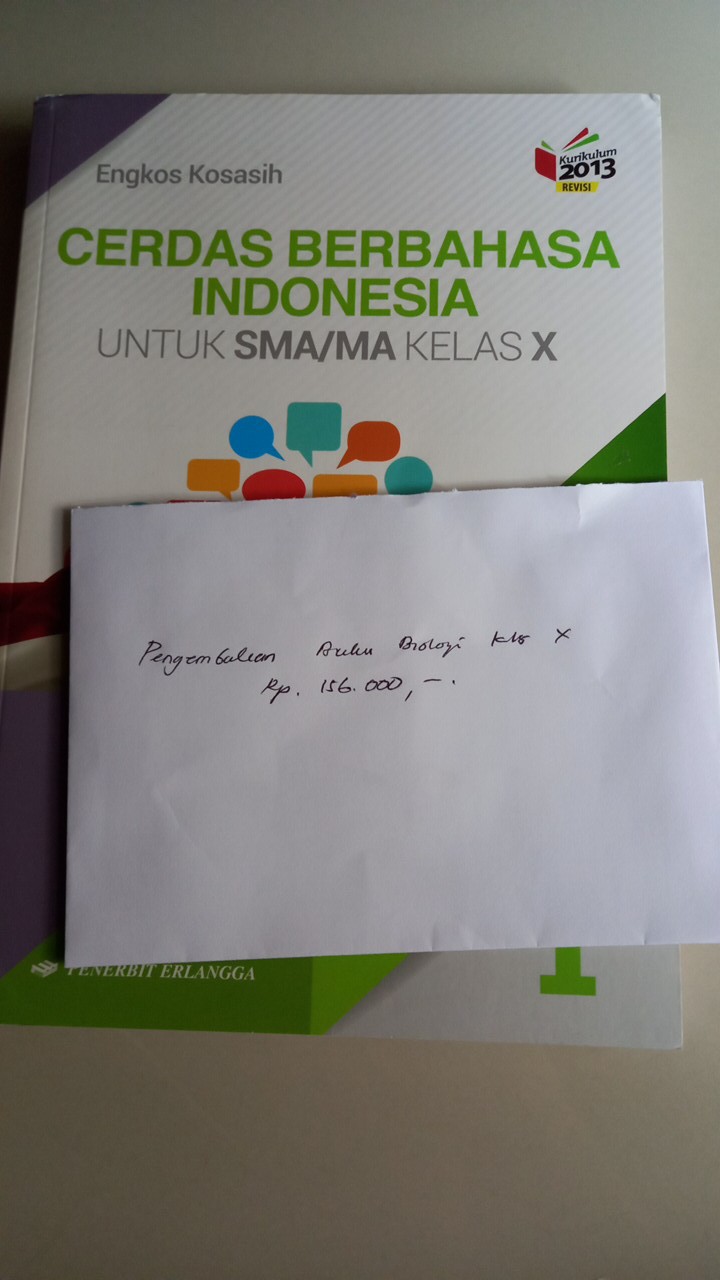 Engkos Kosasih
Kurikulum
2013
REVISI
CERDAS BERBAHASA
INDONESIA
UNTUK SMA/MA KELAS X
Pengembalian Buku Biologi kls X
Rp. 156.000,-.
PENERBIT ERLANGGA
1